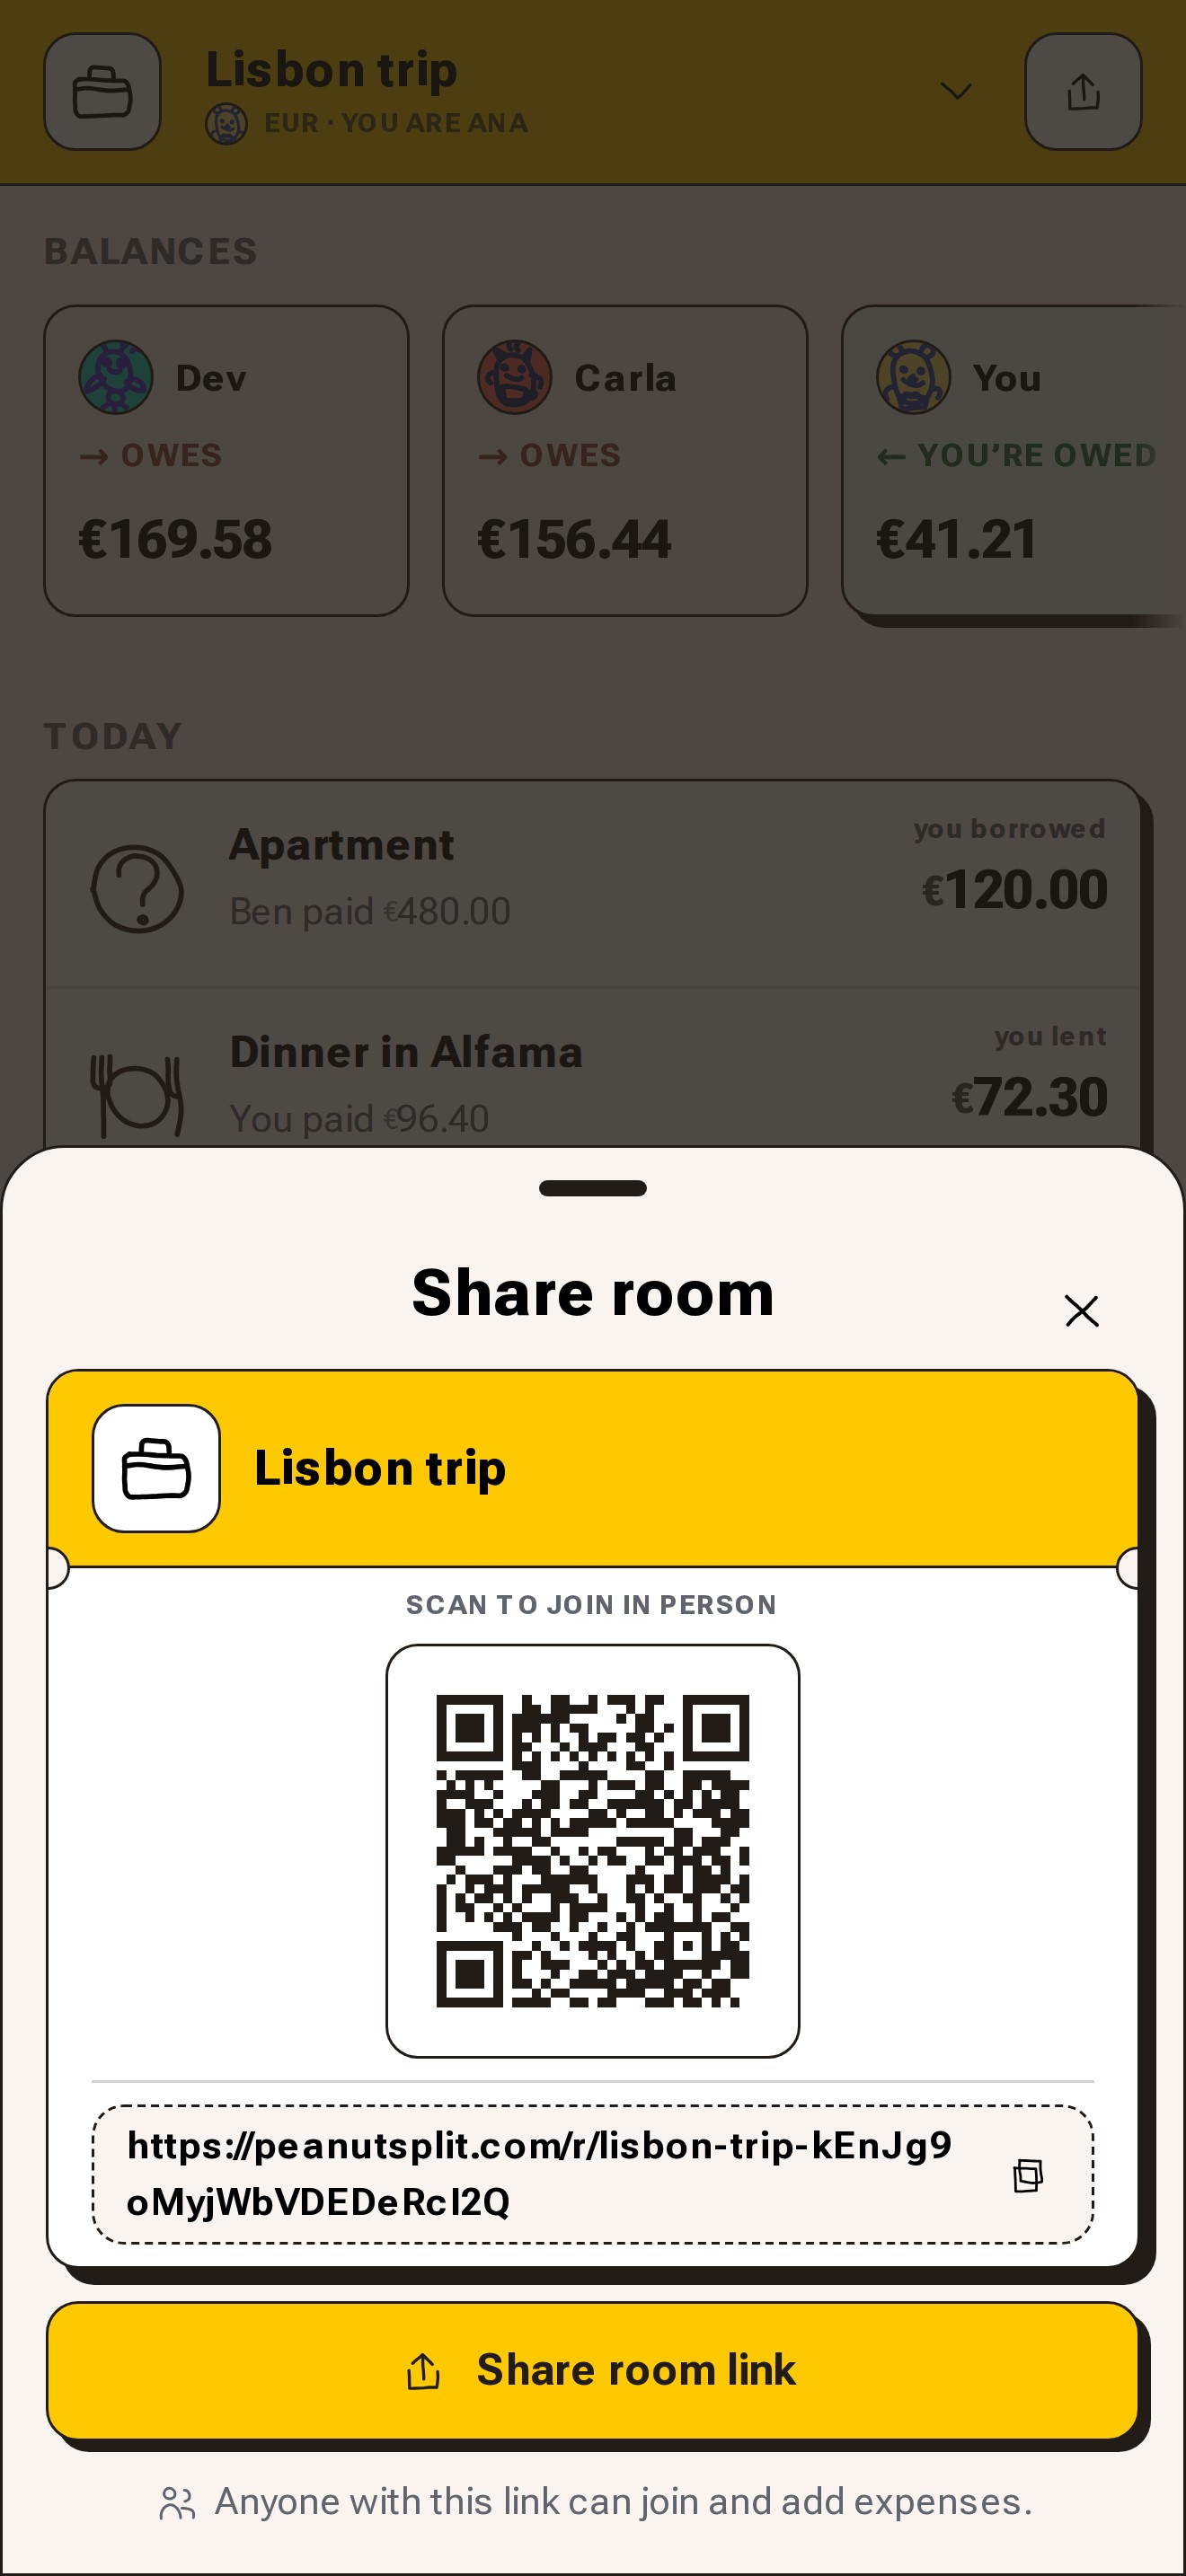 Lisbon trip
EUR · YOU ARE ANA
BALANCES
Dev
→ OWES
€169.58
Carla
→ OWES
€156.44
You
← YOU’RE OWED
€41.21
TODAY
Apartment
Ben paid €480.00
you borrowed
€120.00
Dinner in Alfama
You paid €96.40
you lent
€72.30
Share room
Lisbon trip
SCAN TO JOIN IN PERSON
https://peanutsplit.com/r/lisbon-trip-kEnJg9
oMyjWbVDEDeRcI2Q
Share room link
Anyone with this link can join and add expenses.